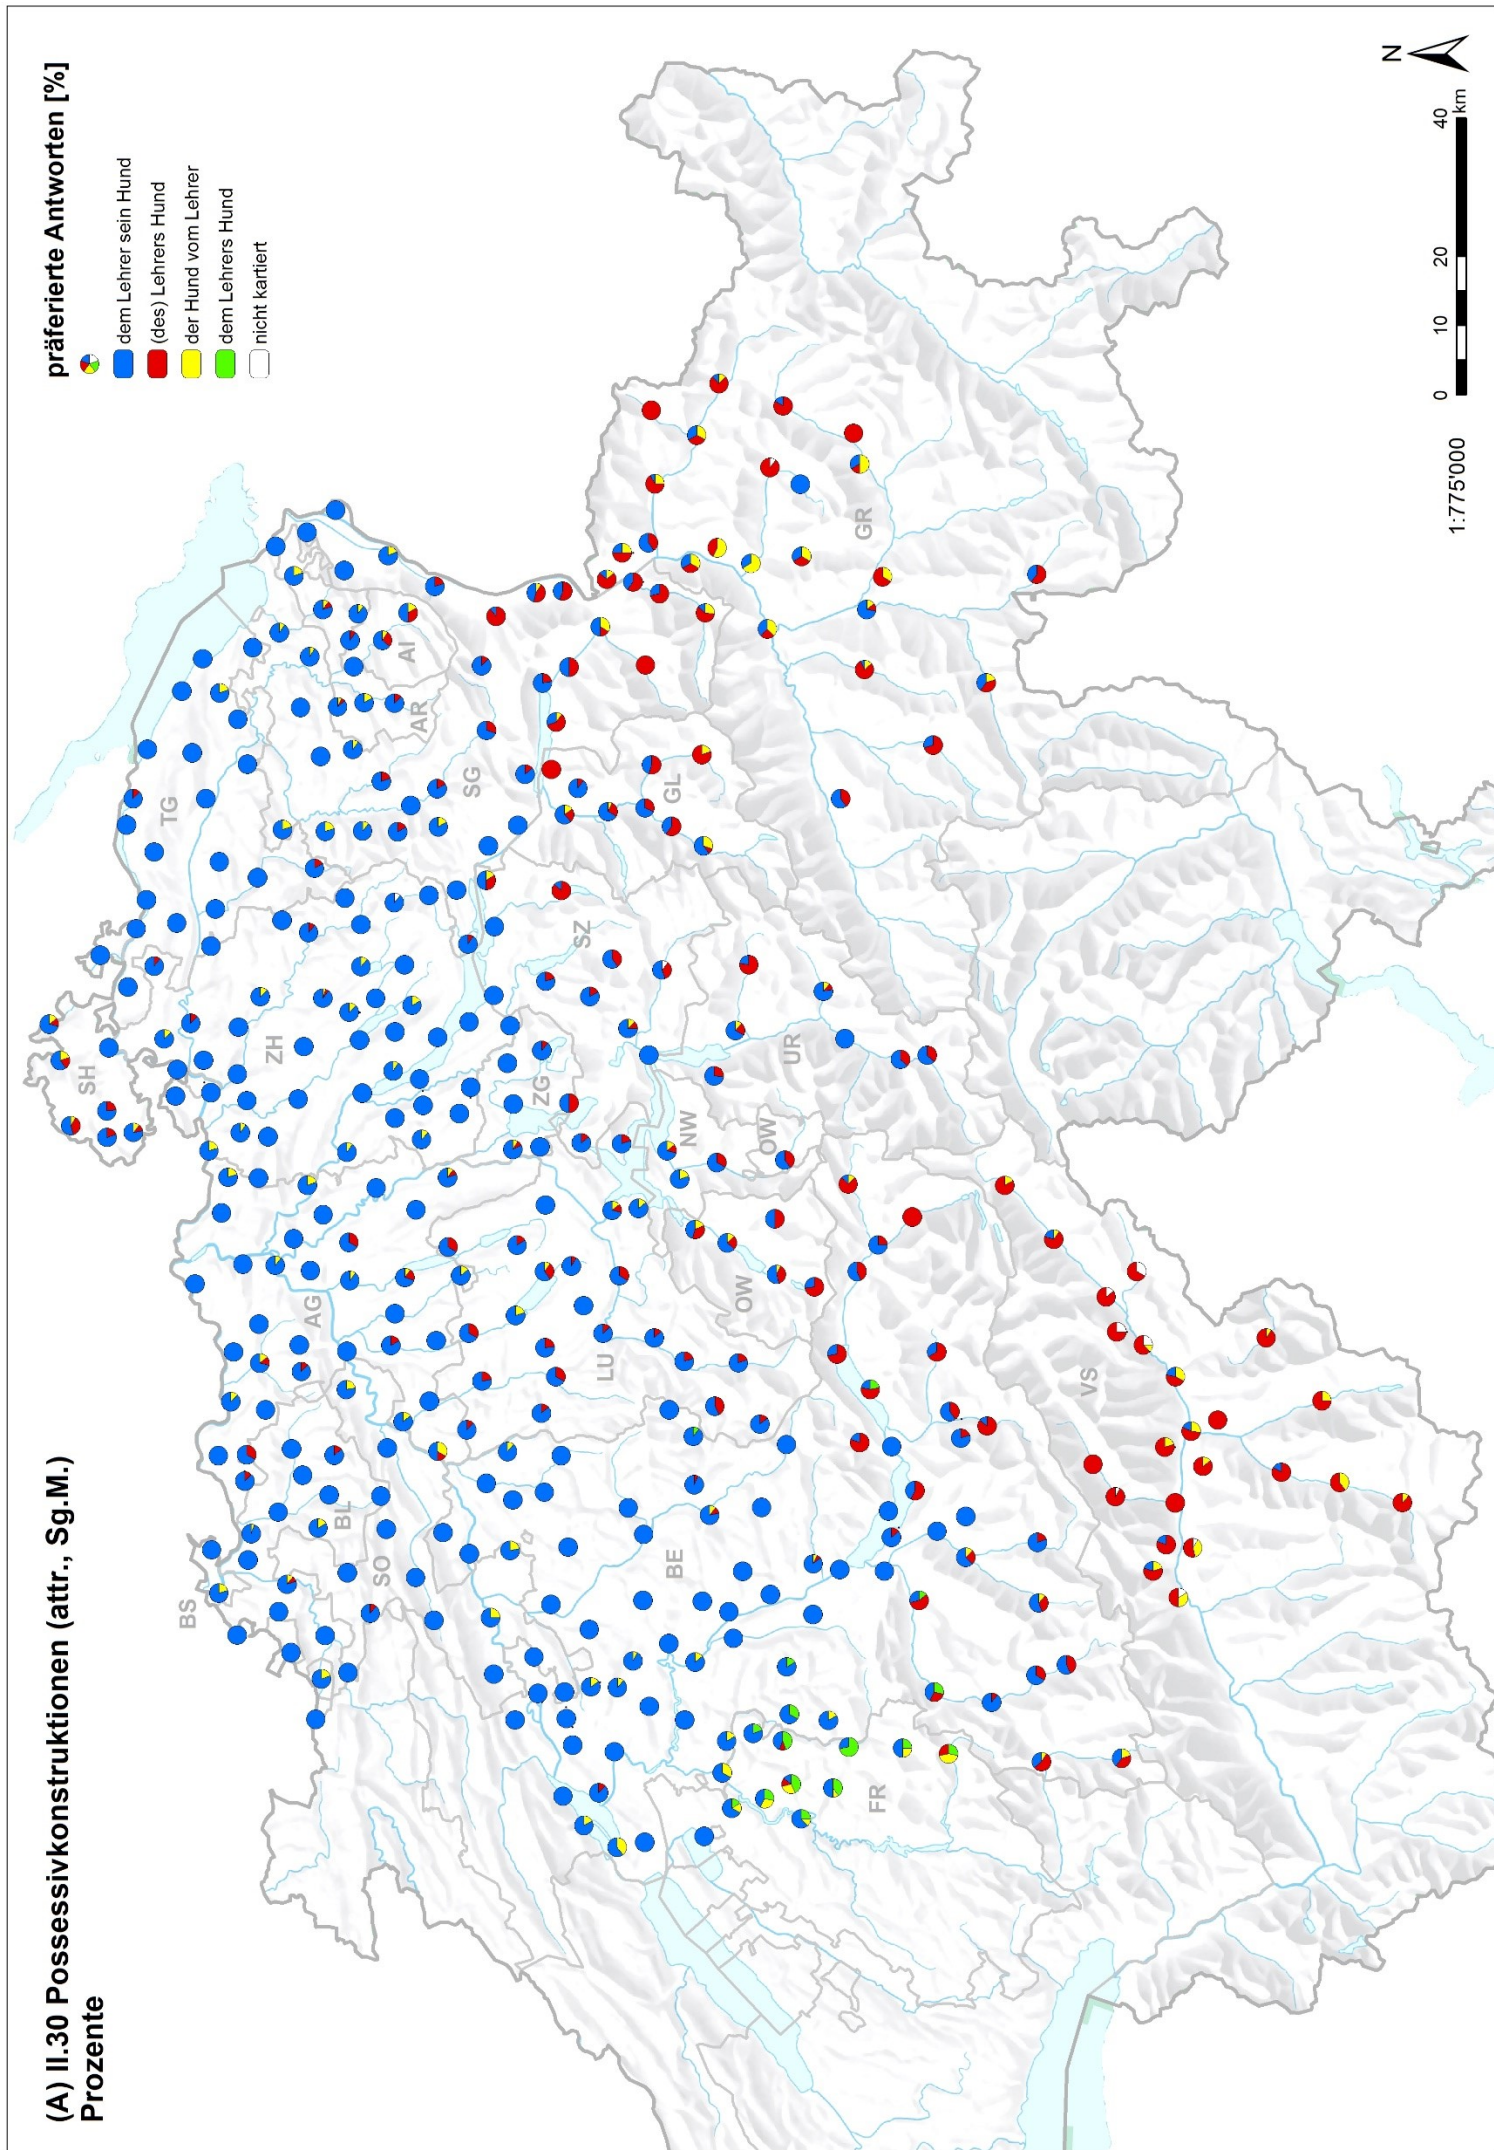 (A) II.30 Possessivkonstruktionen (attr., Sg.M.)
Prozente
präferierte Antworten [%]
dem Lehrer sein Hund
(des) Lehrers Hund
der Hund vom Lehrer
dem Lehrers Hund
nicht kartiert
SH
BS
TG
BL
AG
ZH
SO
AR
AI
SG
ZG
LU
SZ
GL
BE
NW
OW
OW
UR
GR
FR
VS
N
1:775'000
0 10 20 40
km